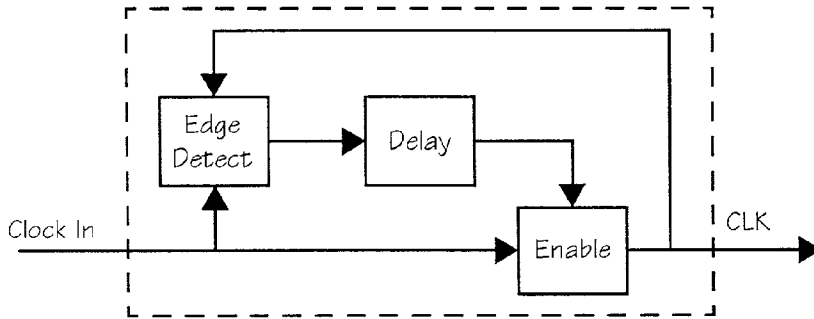 Edge
Detect
Delay
Clock In
Enable
CLK